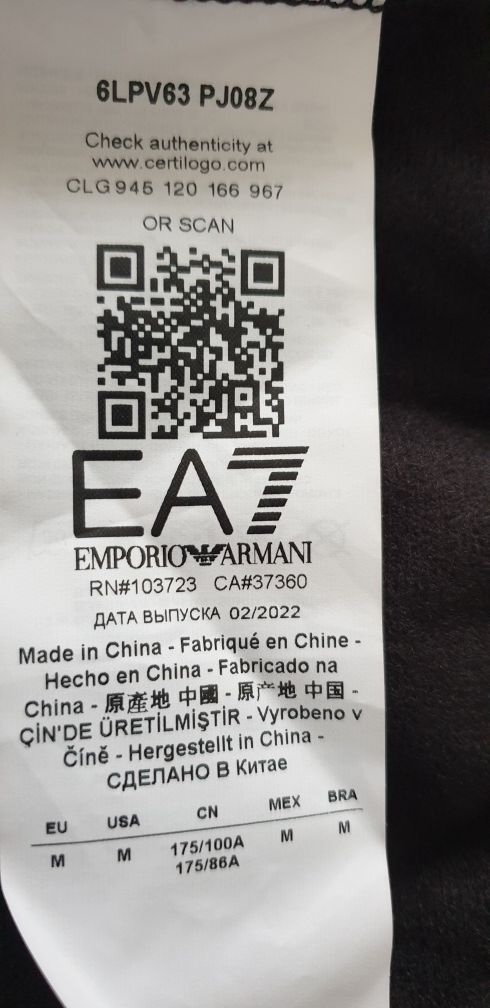 6LPV63 PJ08Z
Check authenticity at
www.certilogo.com
CLG 945 120 166 967
OR SCAN
EA7
EMPORIO ARMANI
RN#103723 CA#37360
ДАТА ВЫПУСКА 02/2022
Made in China - Fabriqué en Chine -
Hecho en China - Fabricado na
China - 原產地 中國 - 原产地 中国 -
ÇİN'DE ÜRETİLMİŞTİR - Vyrobeno v
Číně - Hergestellt in China -
СДЕЛАНО В Китае
EU USA CN MEX BRA
M M 175/100A M M
175/86A